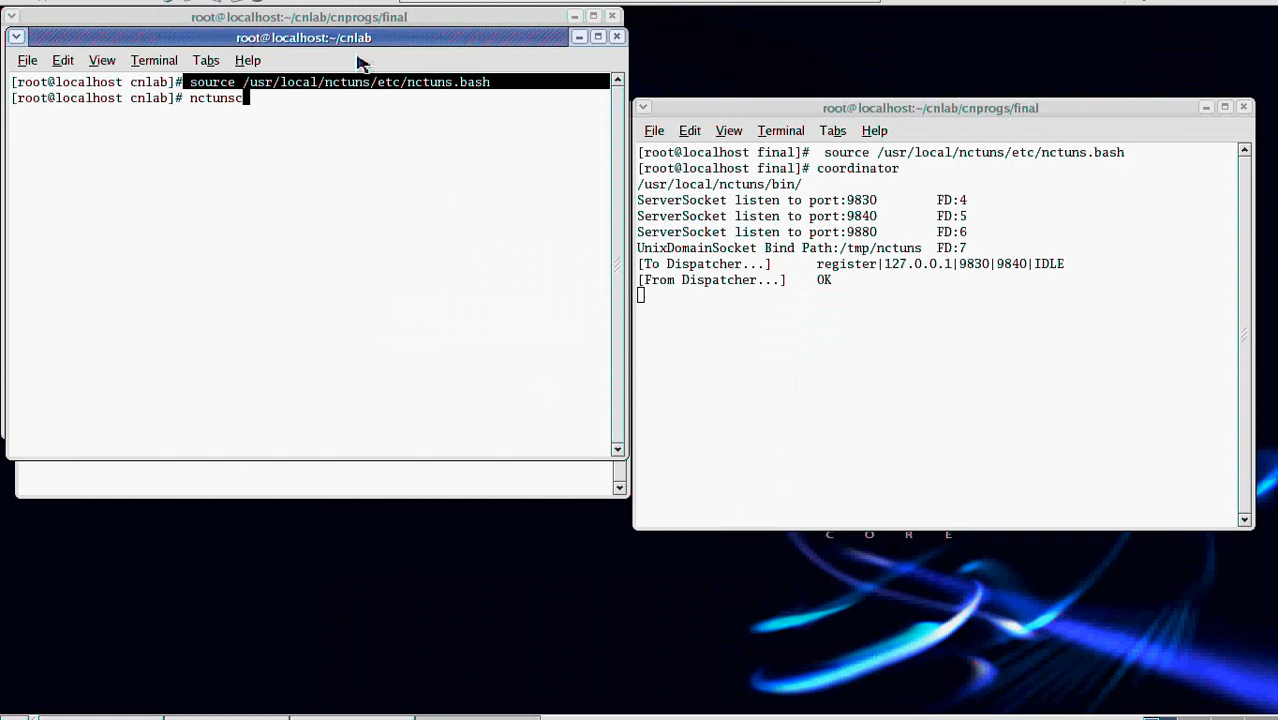 root@localhost:~/cnlab/cnprogs/final
root@localhost:~/cnlab
File Edit View Terminal Tabs Help
[root@localhost cnlab]# source /usr/local/nctuns/etc/nctuns.bash
[root@localhost cnlab]# nctunsc
root@localhost:~/cnlab/cnprogs/final
File Edit View Terminal Tabs Help
[root@localhost final]#  source /usr/local/nctuns/etc/nctuns.bash
[root@localhost final]# coordinator
/usr/local/nctuns/bin/
ServerSocket listen to port:9830 FD:4
ServerSocket listen to port:9840 FD:5
ServerSocket listen to port:9880 FD:6
UnixDomainSocket Bind Path:/tmp/nctuns FD:7
[To Dispatcher...] register|127.0.0.1|9830|9840|IDLE
[From Dispatcher...] OK
C O R E